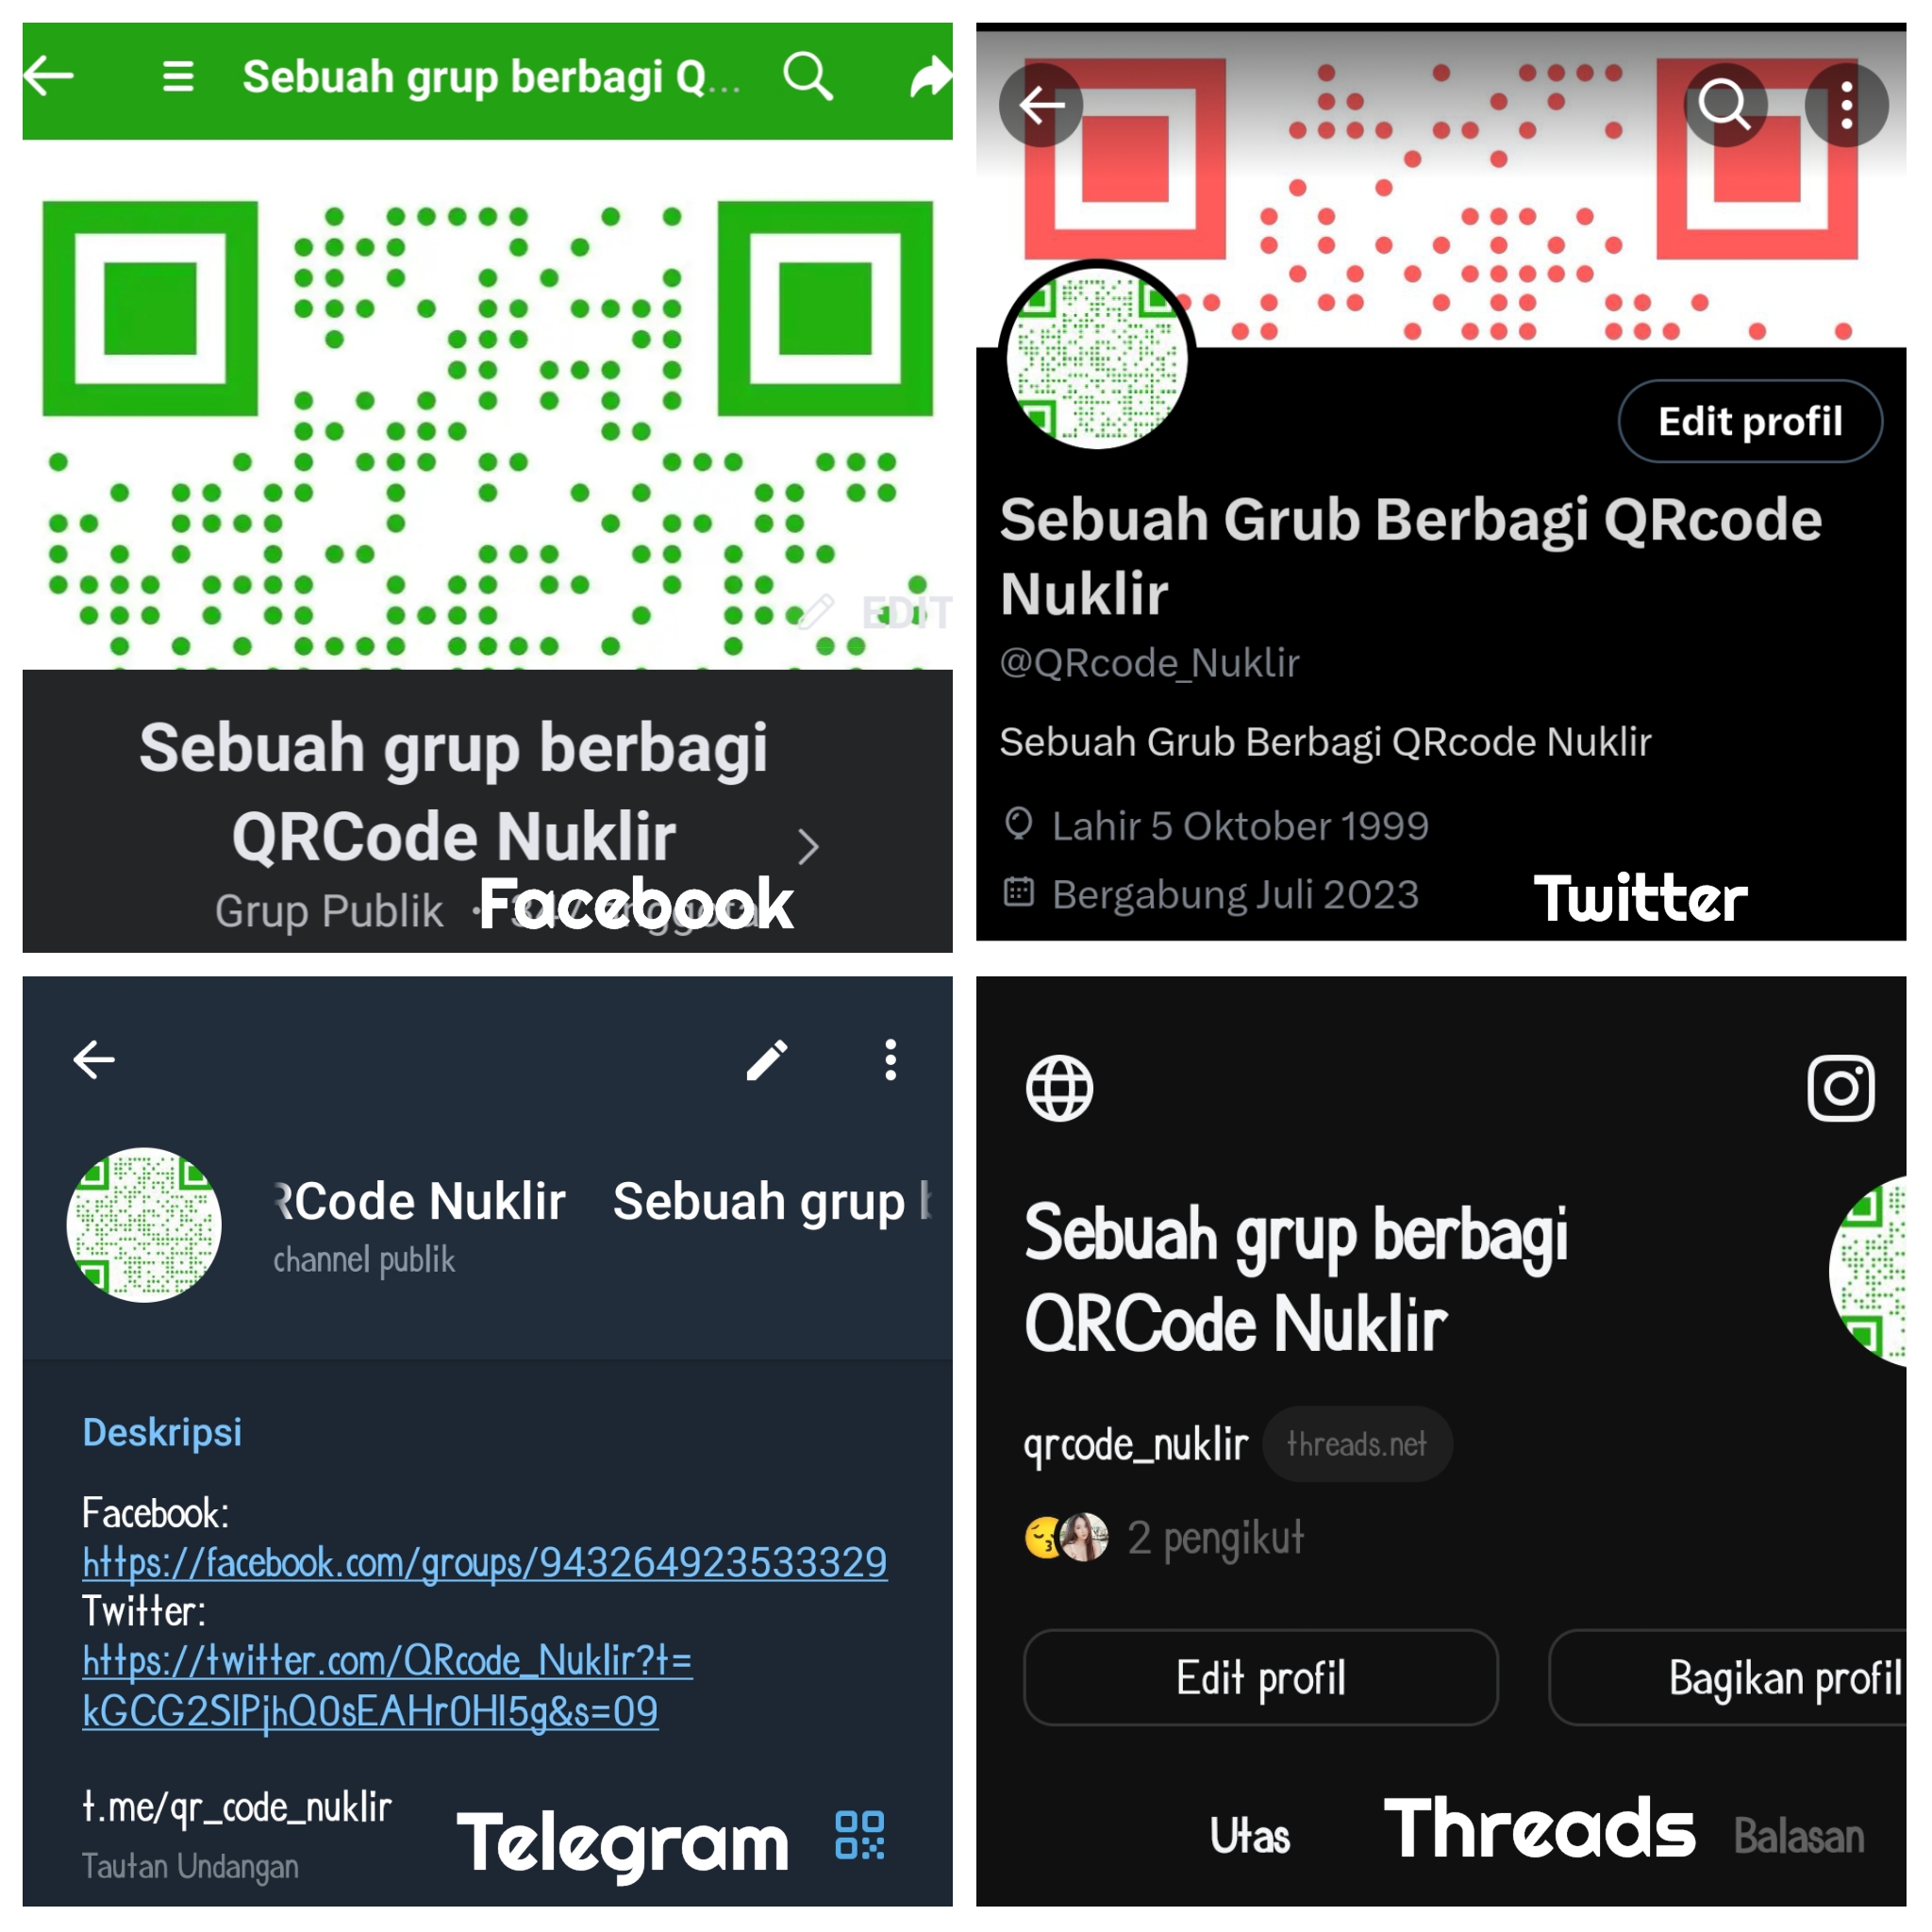 Sebuah grup berbagi Q...
EDIT
Sebuah grup berbagi
QRCode Nuklir
Grup Publik ·
Facebook
Edit profil
Sebuah Grub Berbagi QRcode
Nuklir
@QRcode_Nuklir
Sebuah Grub Berbagi QRcode Nuklir
Lahir 5 Oktober 1999
Bergabung Juli 2023
Twitter
RCode Nuklir Sebuah grup
channel publik
Deskripsi
Facebook:
https://facebook.com/groups/943264923533329
Twitter:
https://twitter.com/QRcode_Nuklir?t=
kGCG2SIPjhQ0sEAHr0HI5g&s=09
t.me/qr_code_nuklir
Tautan Undangan
Telegram
Sebuah grup berbagi
QRCode Nuklir
qrcode_nuklir threads.net
2 pengikut
Edit profil
Bagikan profil
Utas
Threads
Balasan